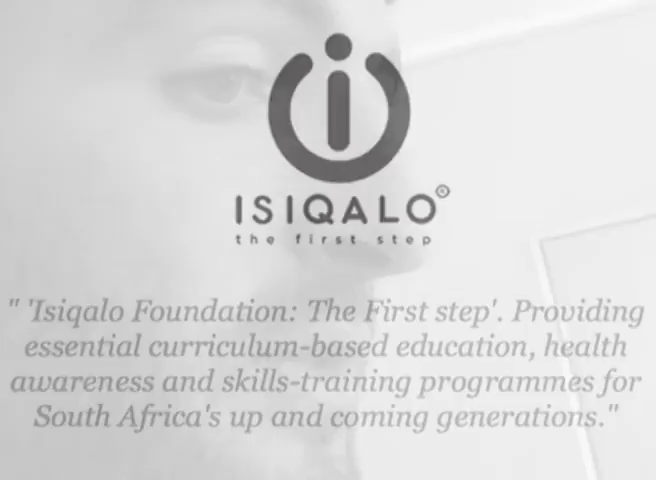 ISIQALO®
the first step
" 'Isiqalo Foundation: The First step'. Providing
essential curriculum-based education, health
awareness and skills-training programmes for
South Africa's up and coming generations."